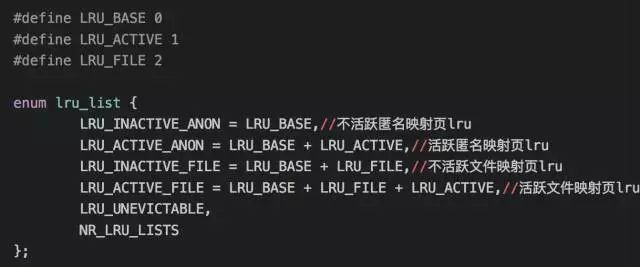 #define LRU_BASE 0
#define LRU_ACTIVE 1
#define LRU_FILE 2
enum lru_list {
LRU_INACTIVE_ANON = LRU_BASE,//不活跃匿名映射页lru
LRU_ACTIVE_ANON = LRU_BASE + LRU_ACTIVE,//活跃匿名映射页lru
LRU_INACTIVE_FILE = LRU_BASE + LRU_FILE,//不活跃文件映射页lru
LRU_ACTIVE_FILE = LRU_BASE + LRU_FILE + LRU_ACTIVE,//活跃文件映射页lru
LRU_UNEVICTABLE,
NR_LRU_LISTS
};